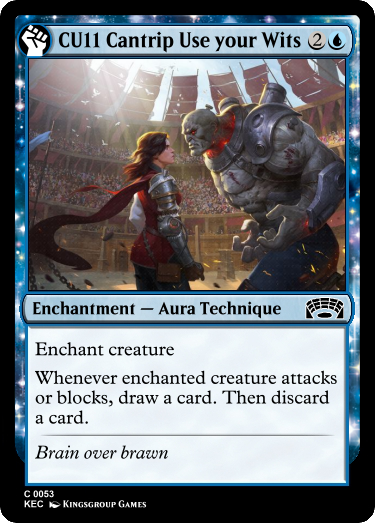 CU11 Cantrip Use your Wits 2
Enchantment — Aura Technique
Enchant creature
Whenever enchanted creature attacks
or blocks, draw a card. Then discard
a card.
Brain over brawn
C 0053
KEC Kingsgroup Games